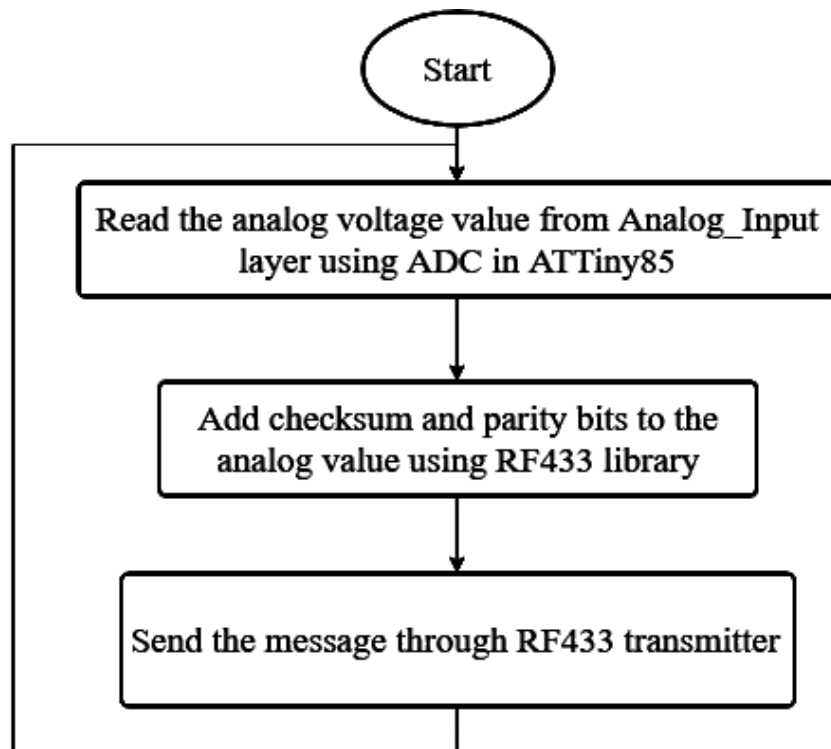 Start
Read the analog voltage value from Analog_Input
layer using ADC in ATTiny85
Add checksum and parity bits to the
analog value using RF433 library
Send the message through RF433 transmitter